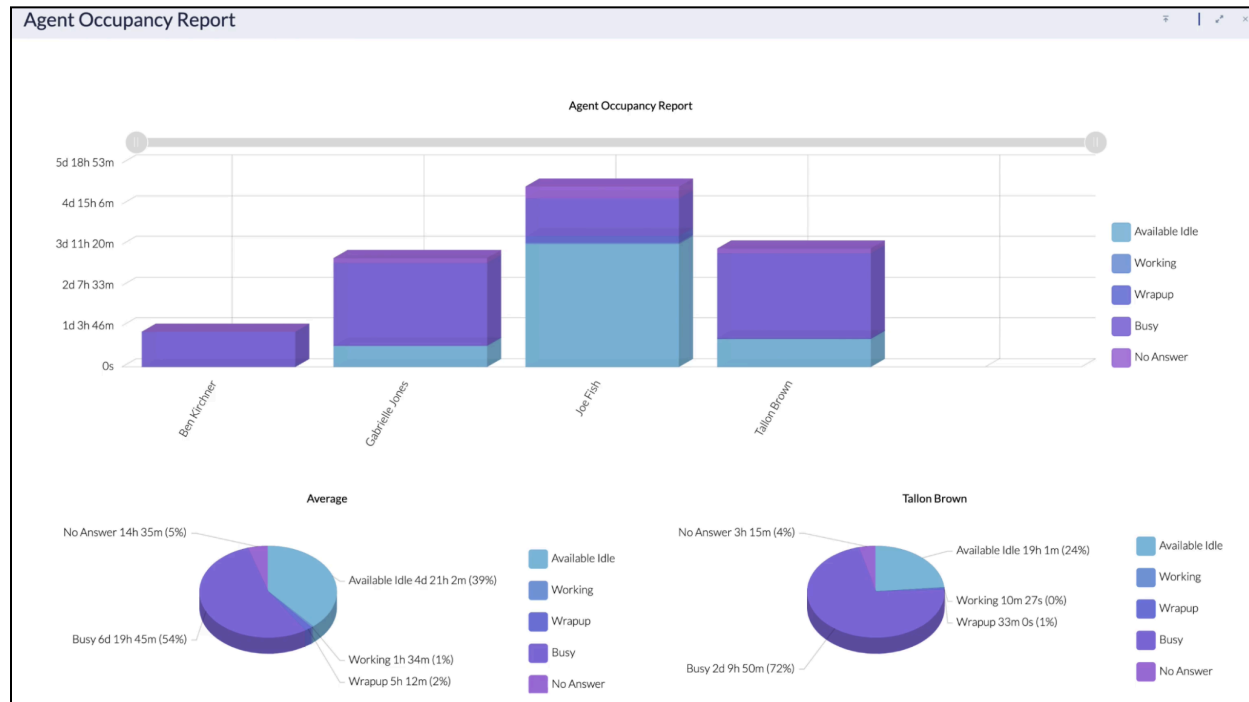 Agent Occupancy Report
Agent Occupancy Report
5d 18h 53m
4d 15h 6m
3d 11h 20m
2d 7h 33m
1d 3h 46m
0s
Ben Kirchner
Gabrielle Jones
Joe Fish
Tallon Brown
Available Idle
Working
Wrapup
Busy
No Answer
Average
No Answer 14h 35m (5%)
Available Idle 4d 21h 2m (39%)
Busy 6d 19h 45m (54%)
Working 1h 34m (1%)
Wrapup 5h 12m (2%)
Available Idle
Working
Wrapup
Busy
No Answer
Tallon Brown
No Answer 3h 15m (4%)
Available Idle 19h 1m (24%)
Working 10m 27s (0%)
Wrapup 33m 0s (1%)
Busy 2d 9h 50m (72%)
Available Idle
Working
Wrapup
Busy
No Answer